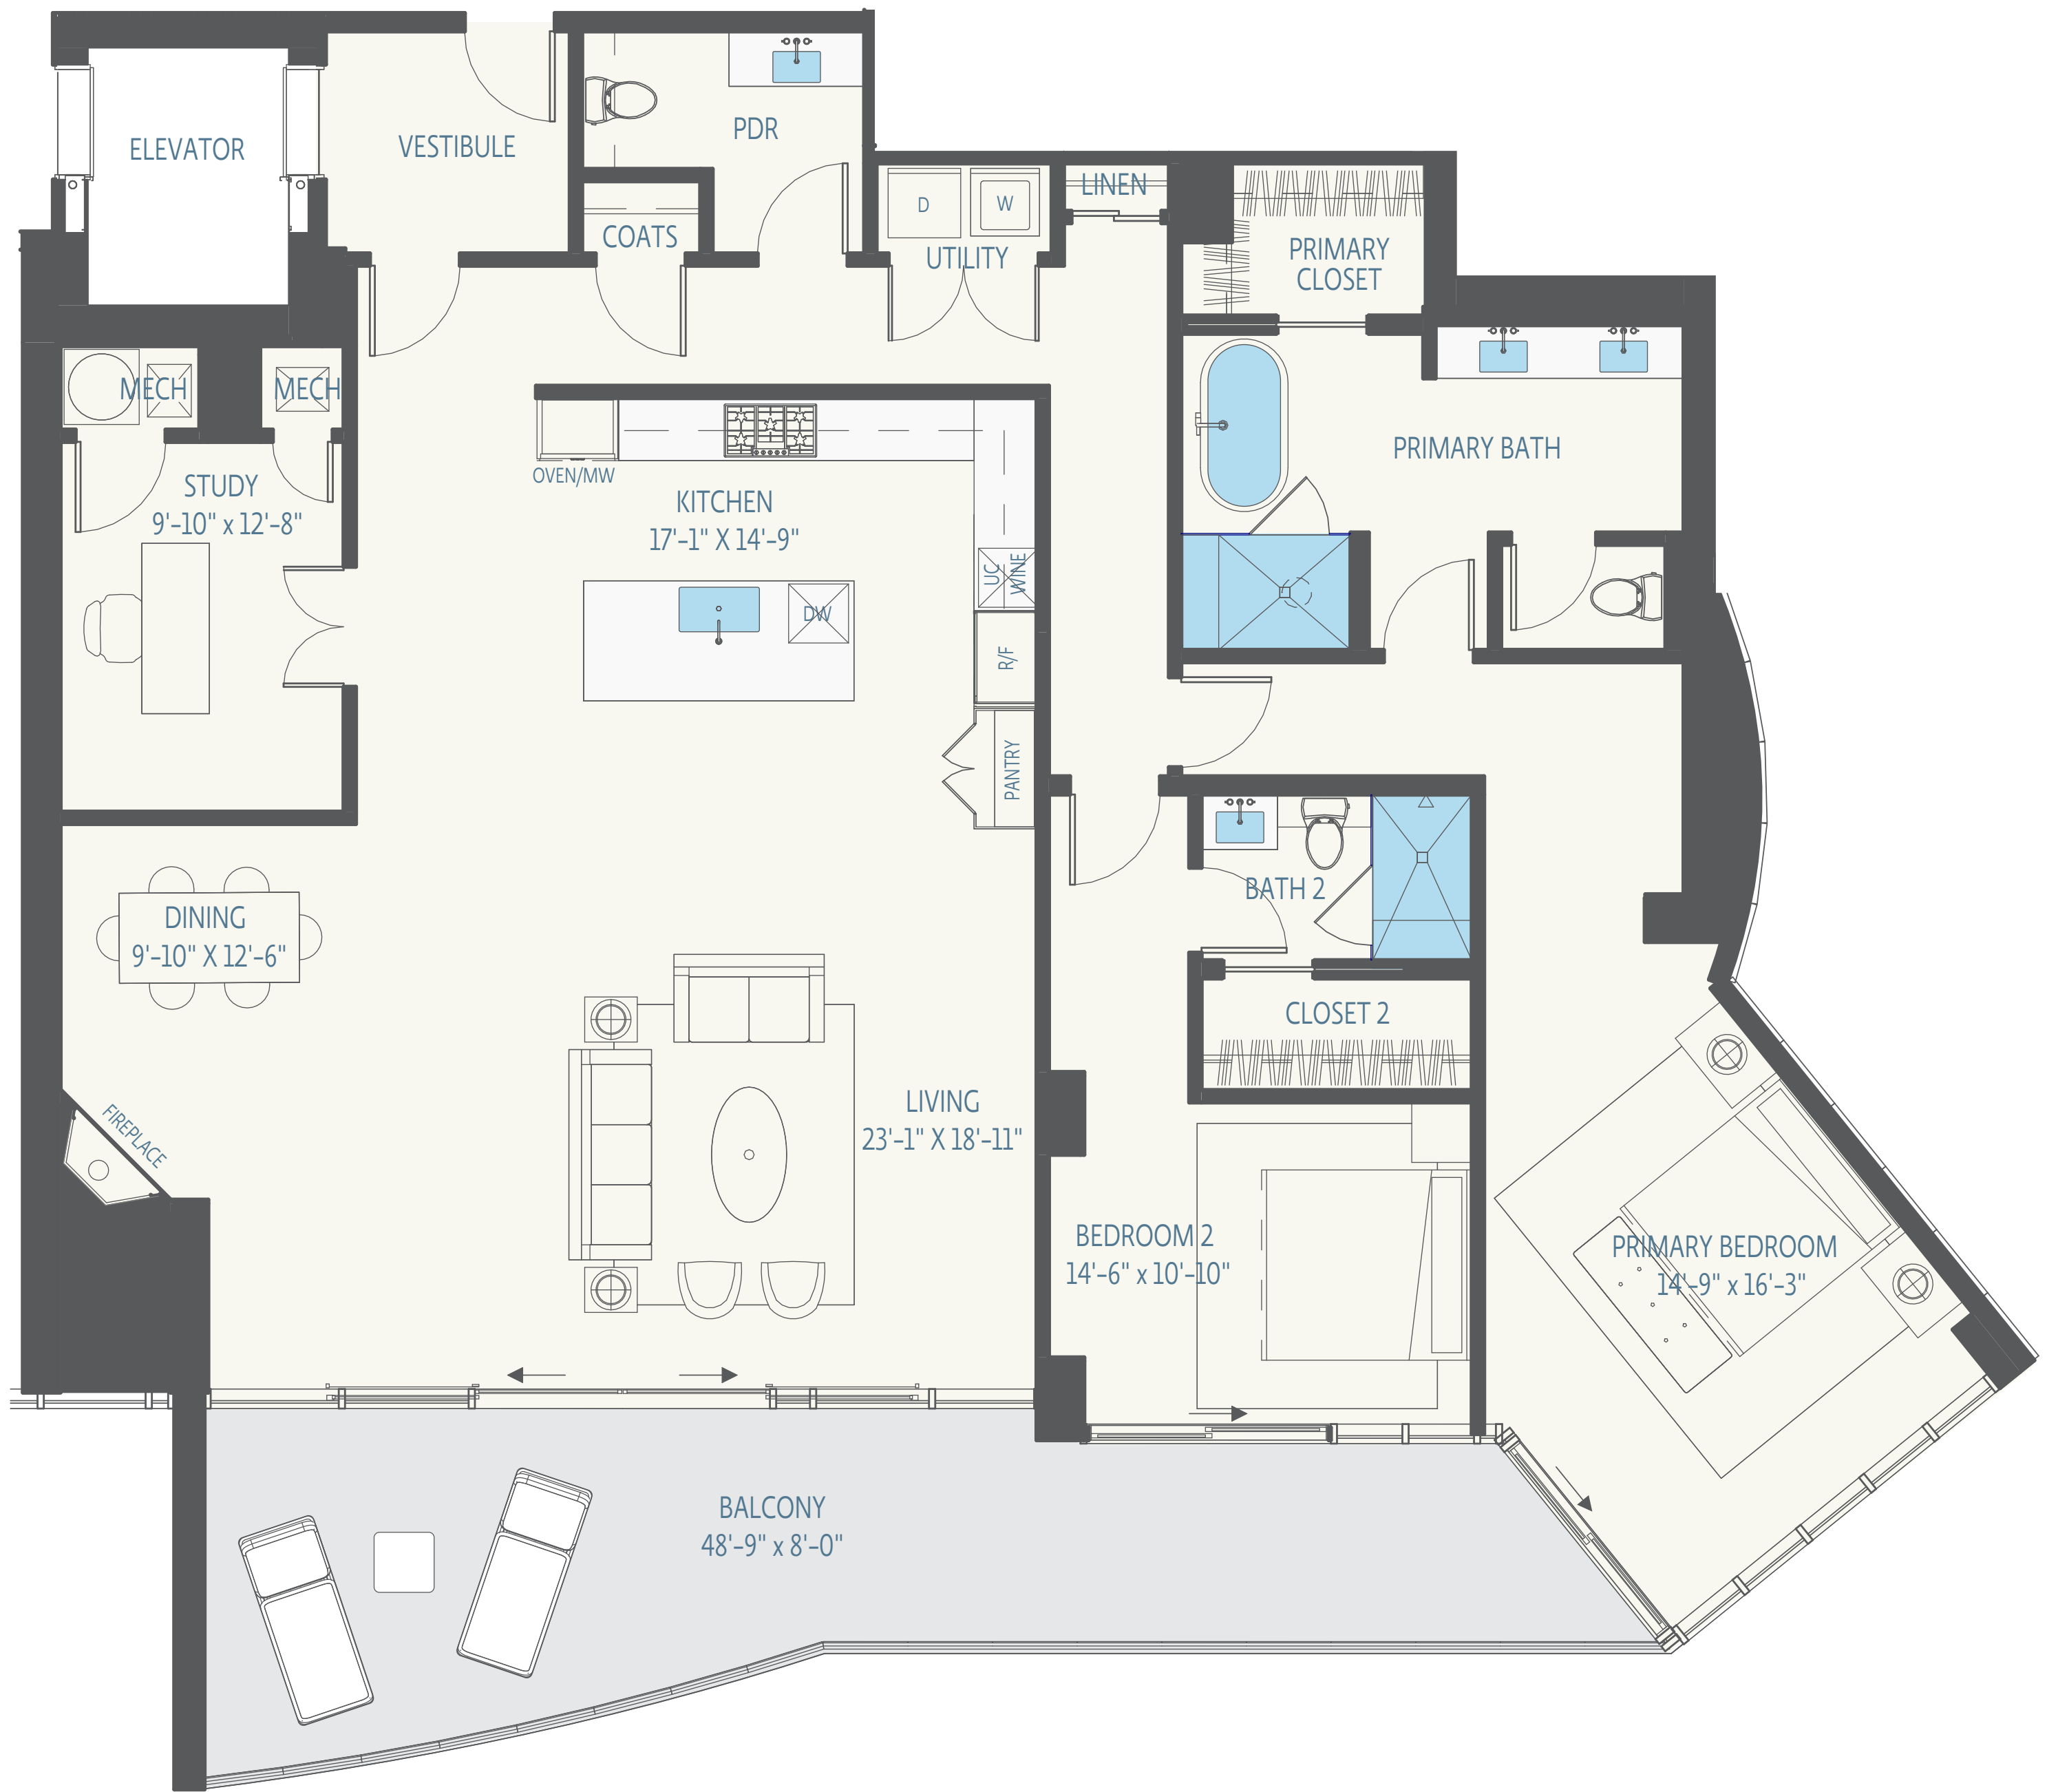 ELEVATOR
VESTIBULE
PDR
COATS
D
W
UTILITY
LINEN
PRIMARY
CLOSET
MECH
MECH
STUDY
9'-10" x 12'-8"
OVEN/MW
KITCHEN
17'-1" X 14'-9"
UC
WINE
DW
R/F
PANTRY
PRIMARY BATH
DINING
9'-10" X 12'-6"
BATH 2
CLOSET 2
FIREPLACE
LIVING
23'-1" X 18'-11"
BEDROOM 2
14'-6" x 10'-10"
PRIMARY BEDROOM
14'-9" x 16'-3"
BALCONY
48'-9" x 8'-0"